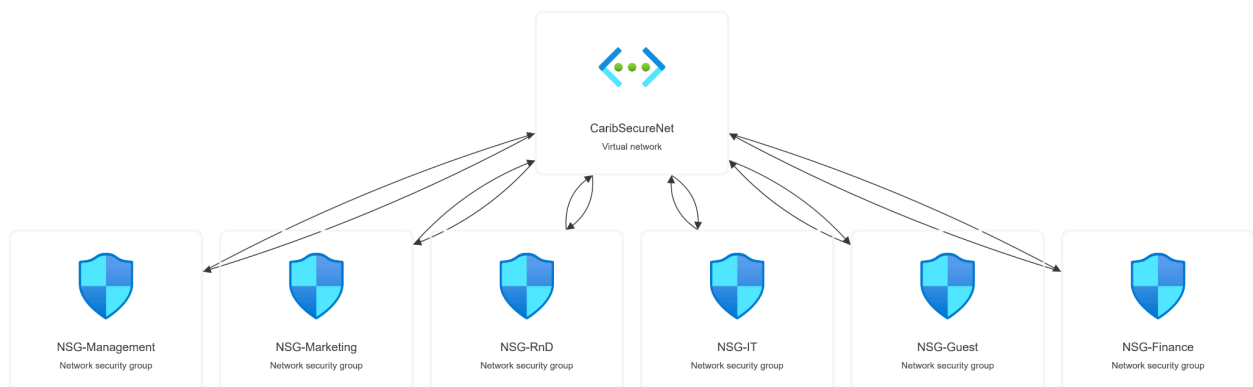 CaribSecureNet
Virtual network
NSG-Management
Network security group
NSG-Marketing
Network security group
NSG-RnD
Network security group
NSG-IT
Network security group
NSG-Guest
Network security group
NSG-Finance
Network security group